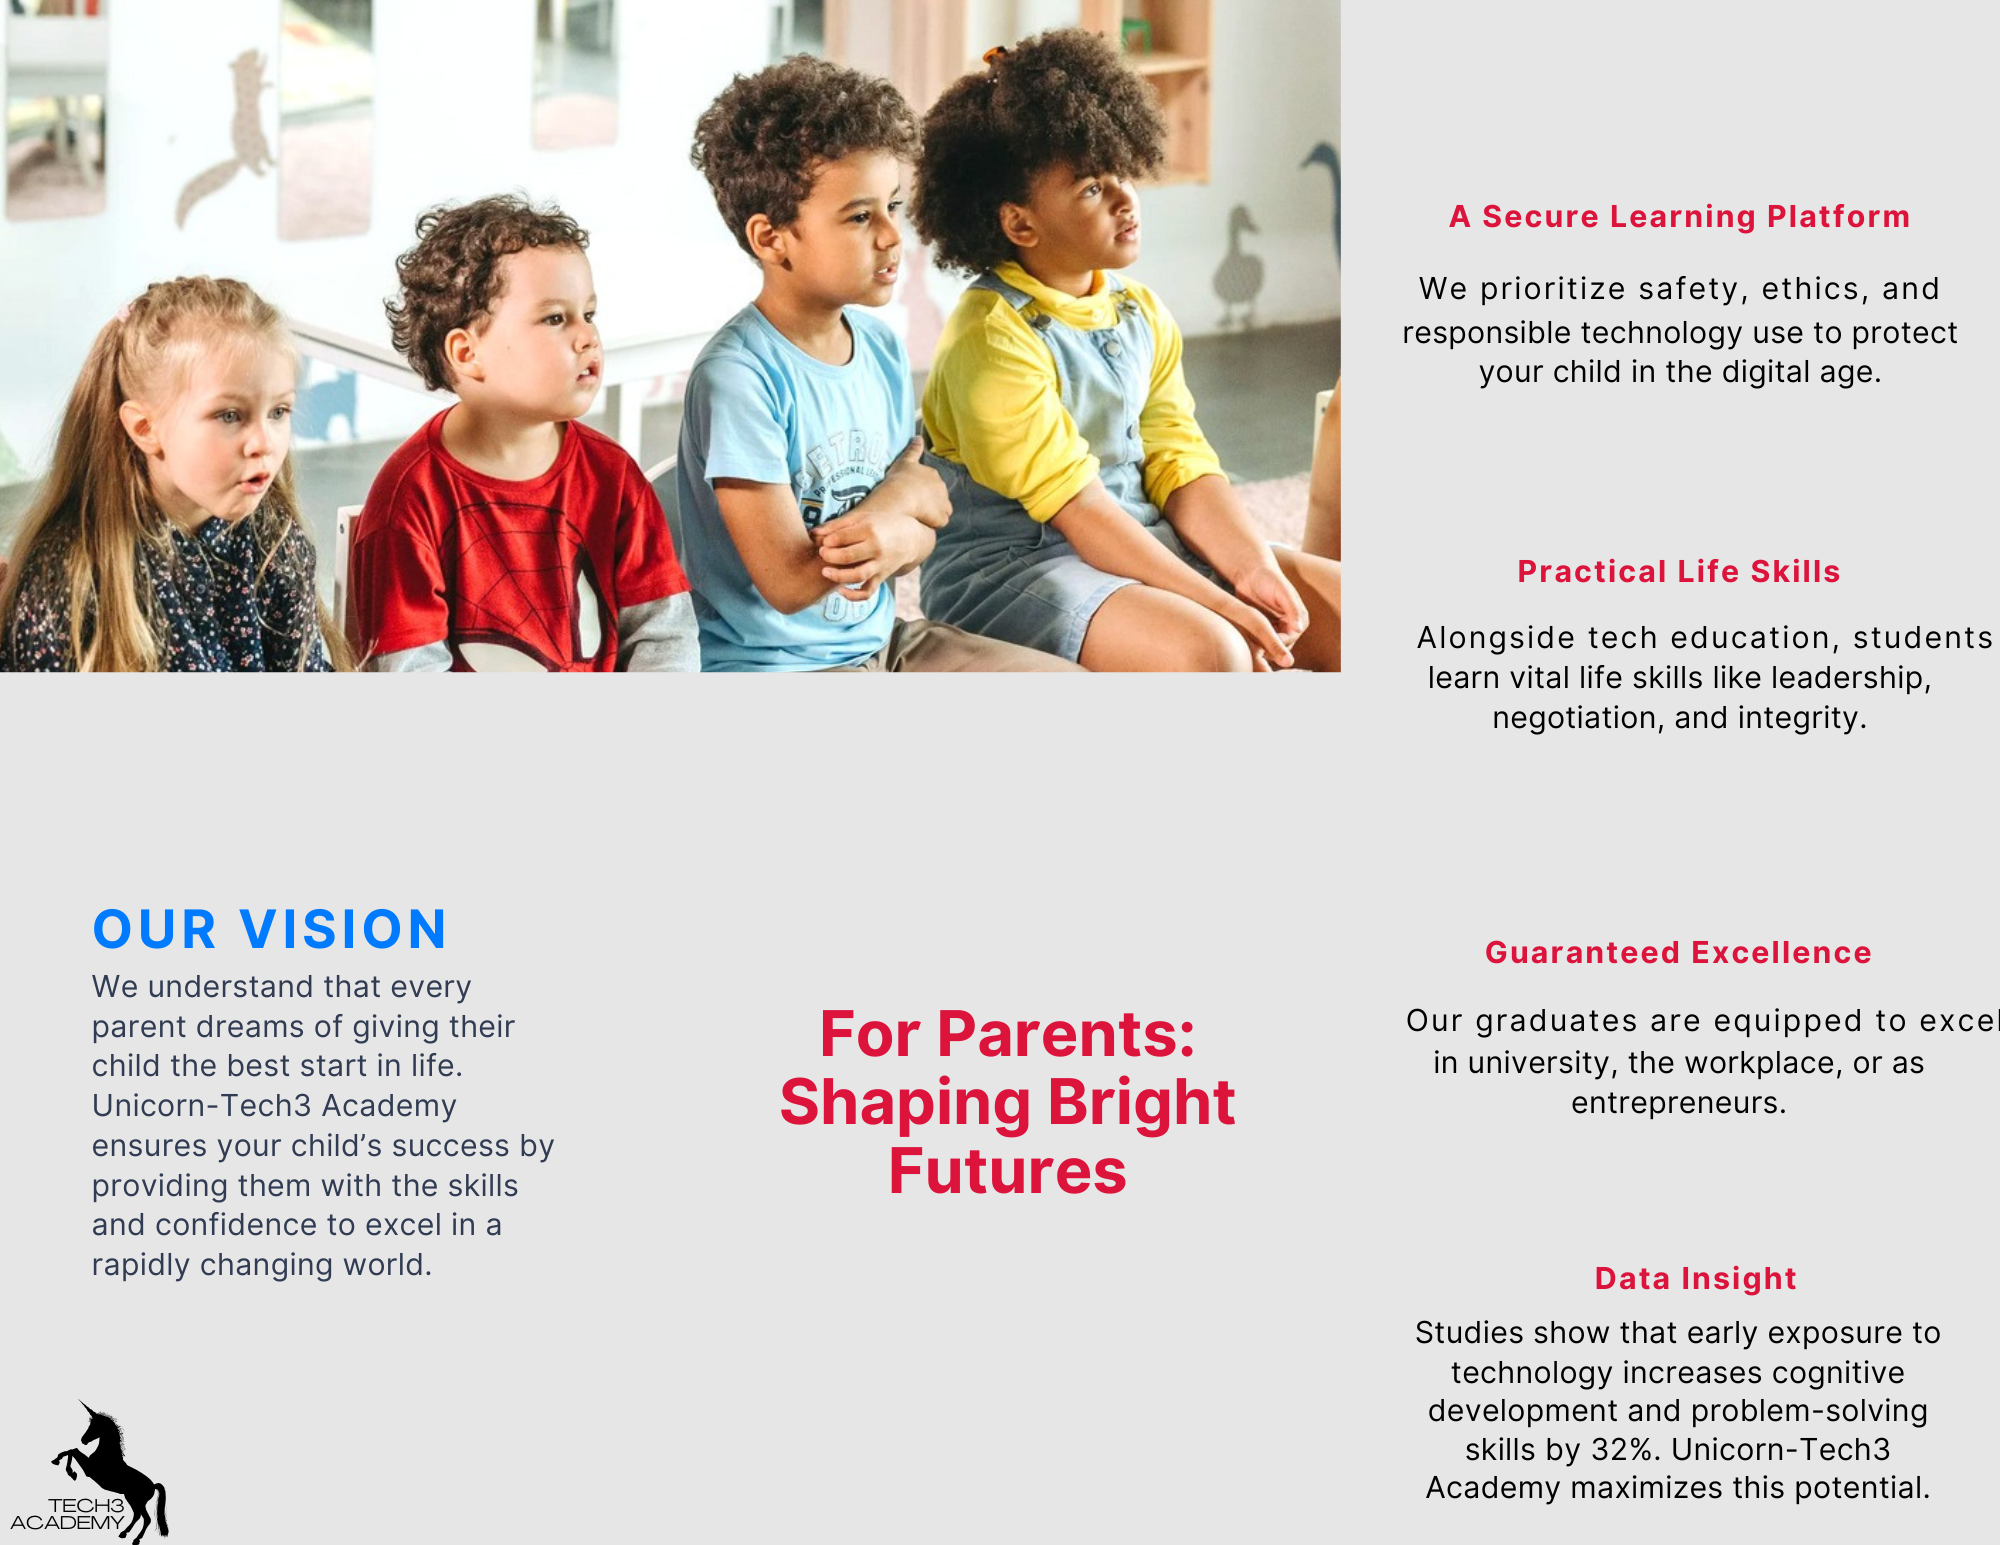 OUR VISION
We understand that every
parent dreams of giving their
child the best start in life.
Unicorn-Tech3 Academy
ensures your child’s success by
providing them with the skills
and confidence to excel in a
rapidly changing world.
TECH3
ACADEMY
For Parents:
Shaping Bright
Futures
A Secure Learning Platform
We prioritize safety, ethics, and
responsible technology use to protect
your child in the digital age.
Practical Life Skills
Alongside tech education, students
learn vital life skills like leadership,
negotiation, and integrity.
Guaranteed Excellence
Our graduates are equipped to excel
in university, the workplace, or as
entrepreneurs.
Data Insight
Studies show that early exposure to
technology increases cognitive
development and problem-solving
skills by 32%. Unicorn-Tech3
Academy maximizes this potential.